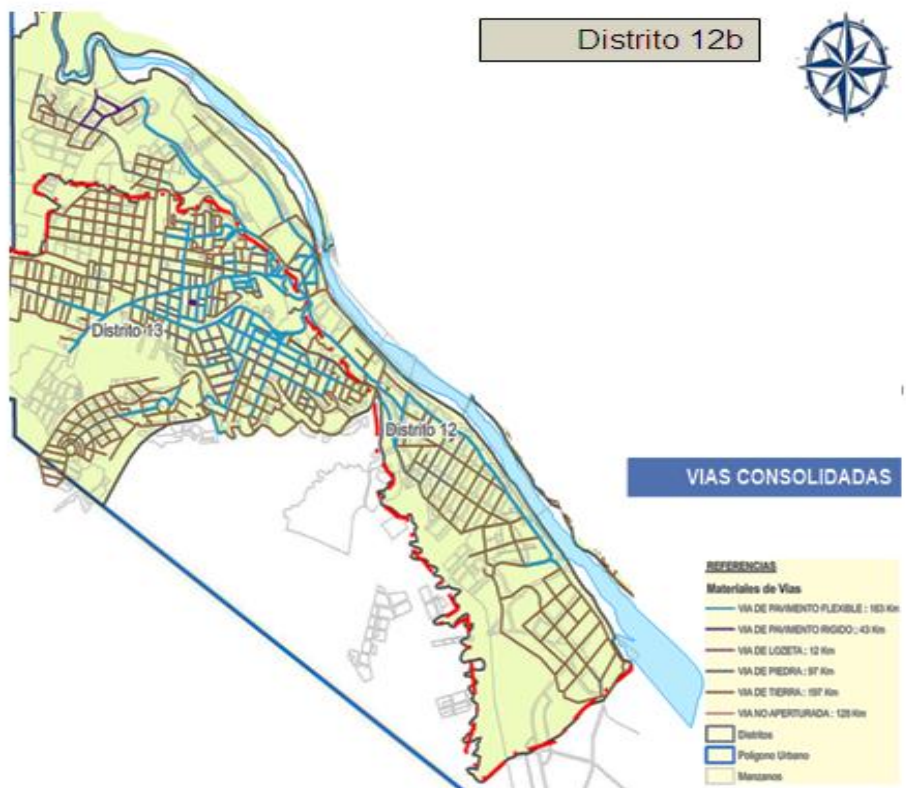 Distrito 12b
Distrito 13
Distrito 12
VIAS CONSOLIDADAS
REFERENCIAS
Materiales de Vias
VIA DE PAVIMENTO FLEXIBLE : 163 Km
VIA DE PAVIMENTO RIGIDO : 43 Km
VIA DE LOZETA : 12 Km
VIA DE PIEDRA : 97 Km
VIA DE TIERRA : 197 Km
VIA NO APERTURADA : 128 Km
Distritos
Poligono Urbano
Manzanos